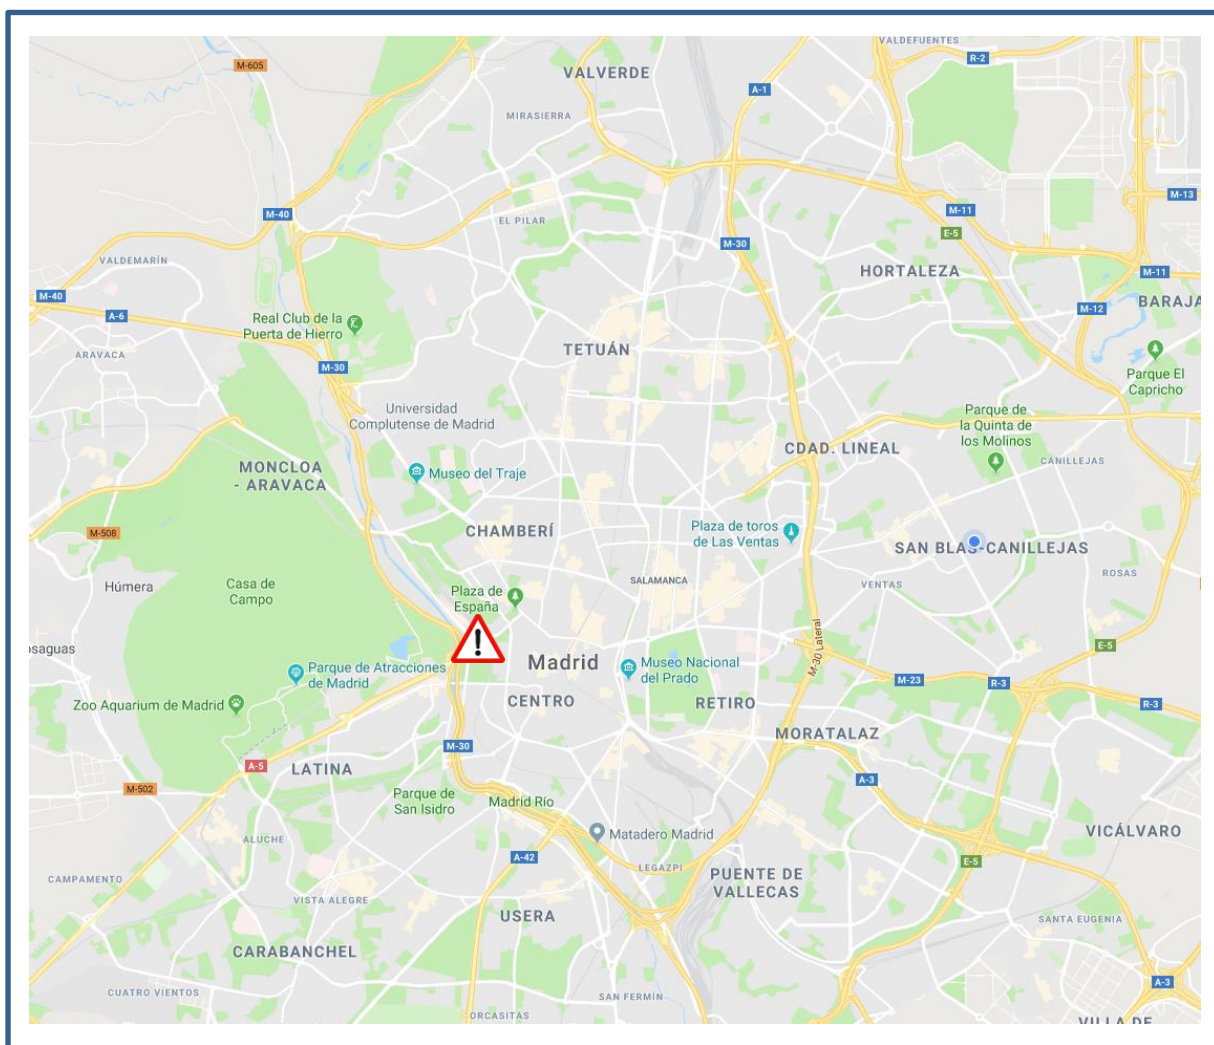 VALDEFUENTES
R-2
M-605
VALVERDE
A-1
MIRASIERRA
M-13
M-40
EL PILAR
M-11
E-5
M-30
VALDEMARÍN
HORTALEZA
M-11
M-40
BARAJA
M-12
A-6
Real Club de la
Puerta de Hierro
TETUÁN
ARAVACA
M-30
Parque El
Capricho
Universidad
Complutense de Madrid
Parque de
la Quinta de
los Molinos
CDAD. LINEAL
CANILLEJAS
MONCLOA
- ARAVACA
Museo del Traje
M-508
CHAMBERÍ
Plaza de toros
de Las Ventas
SAN BLAS-CANILLEJAS
ROSAS
Húmera
Casa de
Campo
SALAMANCA
VENTAS
Plaza de
España
!
M-30 Lateral
E-5
osaguas
Parque de Atracciones
de Madrid
Madrid
Museo Nacional
del Prado
M-23
R-3
R-3
Zoo Aquarium de Madrid
CENTRO
RETIRO
MORATALAZ
M-30
A-5
LATINA
A-3
M-502
Parque de
San Isidro
Madrid Río
Matadero Madrid
VICÁLVARO
ALUCHE
A-42
LEGAZPI
E-5
PUENTE DE
VALLECAS
CAMPAMENTO
VISTA ALEGRE
USERA
SANTA EUGENIA
CARABANCHEL
A-3
CUATRO VIENTOS
SAN FERMÍN
ORCASITAS
VILLA DE